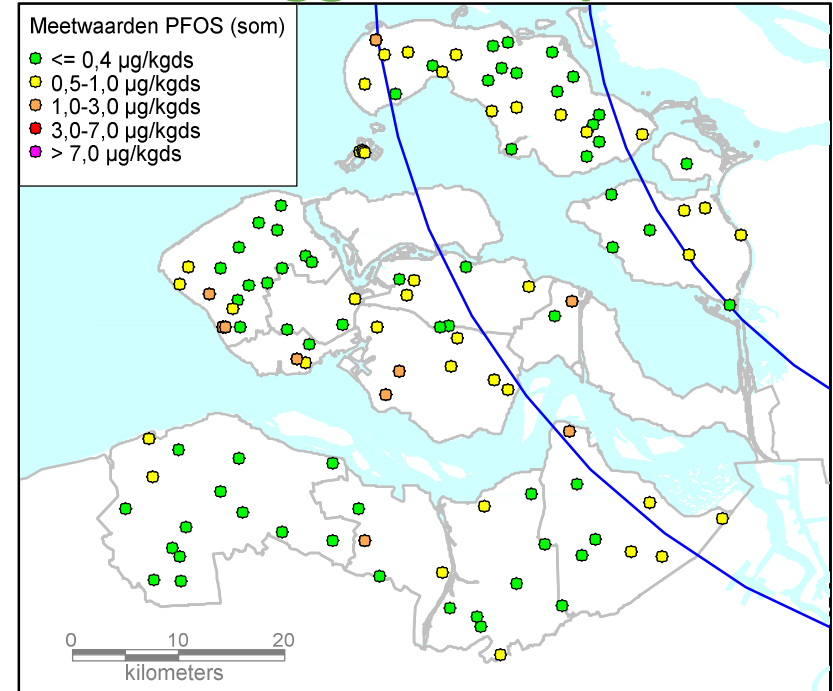 Meetwaarden PFOS (som)
<= 0,4 µg/kgds
0,5-1,0 µg/kgds
1,0-3,0 µg/kgds
3,0-7,0 µg/kgds
> 7,0 µg/kgds
0 10 20
kilometers